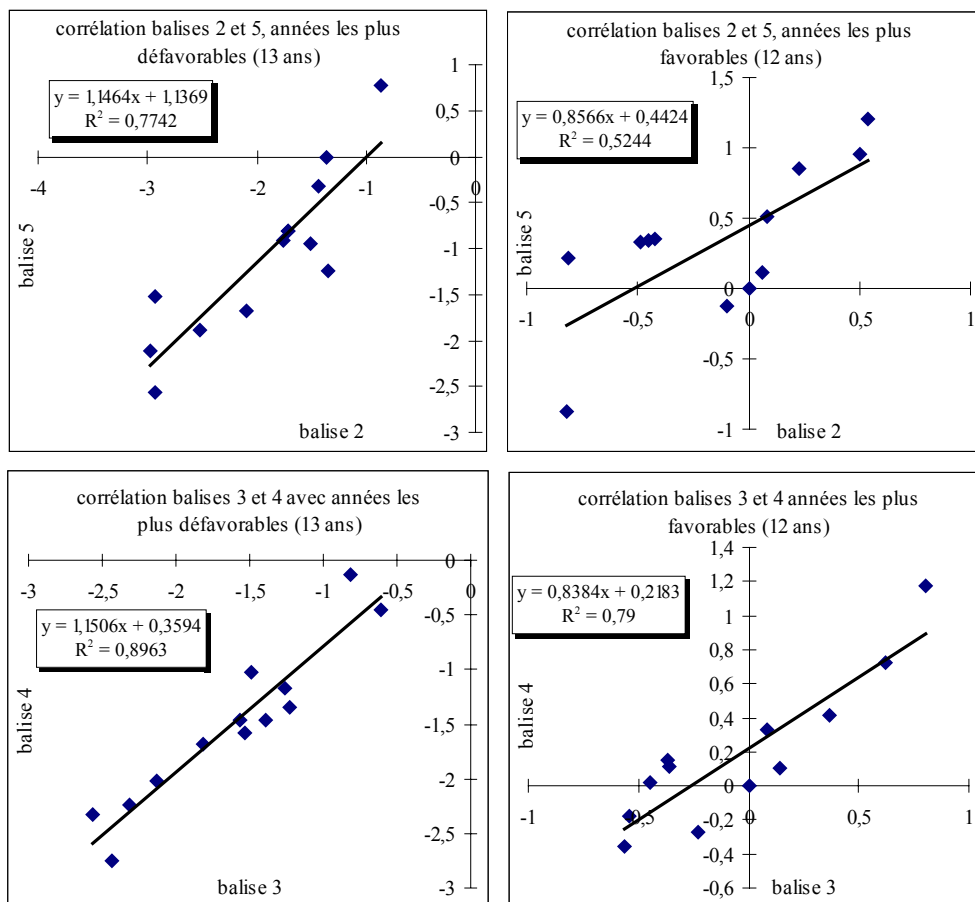 corrélation balises 2 et 5, années les plus
défavorables (13 ans)
y = 1,1464x + 1,1369
R² = 0,7742
1
0,5
0
-0,5
-1
-1,5
-2
-2,5
-3
-4
-3
-2
-1
0
balise 5
balise 2
corrélation balises 2 et 5, années les plus
favorables (12 ans)
y = 0,8566x + 0,4424
R² = 0,5244
1,5
1
0,5
0
-0,5
-1
-1
-0,5
0
0,5
1
balise 5
balise 2
corrélation balises 3 et 4 avec années les
plus défavorables (13 ans)
-3
-2,5
-2
-1,5
-1
-0,5
0
y = 1,1506x + 0,3594
R² = 0,8963
0
-0,5
-1
-1,5
-2
-2,5
-3
balise 4
balise 3
corrélation balises 3 et 4 années les plus
favorables (12 ans)
y = 0,8384x + 0,2183
R² = 0,79
1,4
1,2
1
0,8
0,6
0,4
0,2
0
-0,2
-0,4
-0,6
-1
-0,5
0
0,5
1
balise 4
balise 3